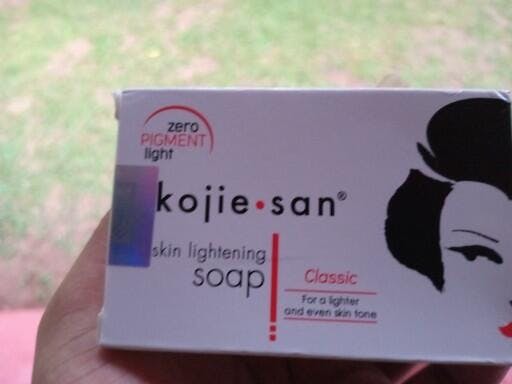 zero
PIGMENT
light
kojie•san®
skin lightening
soap
Classic
For a lighter
and even skin tone